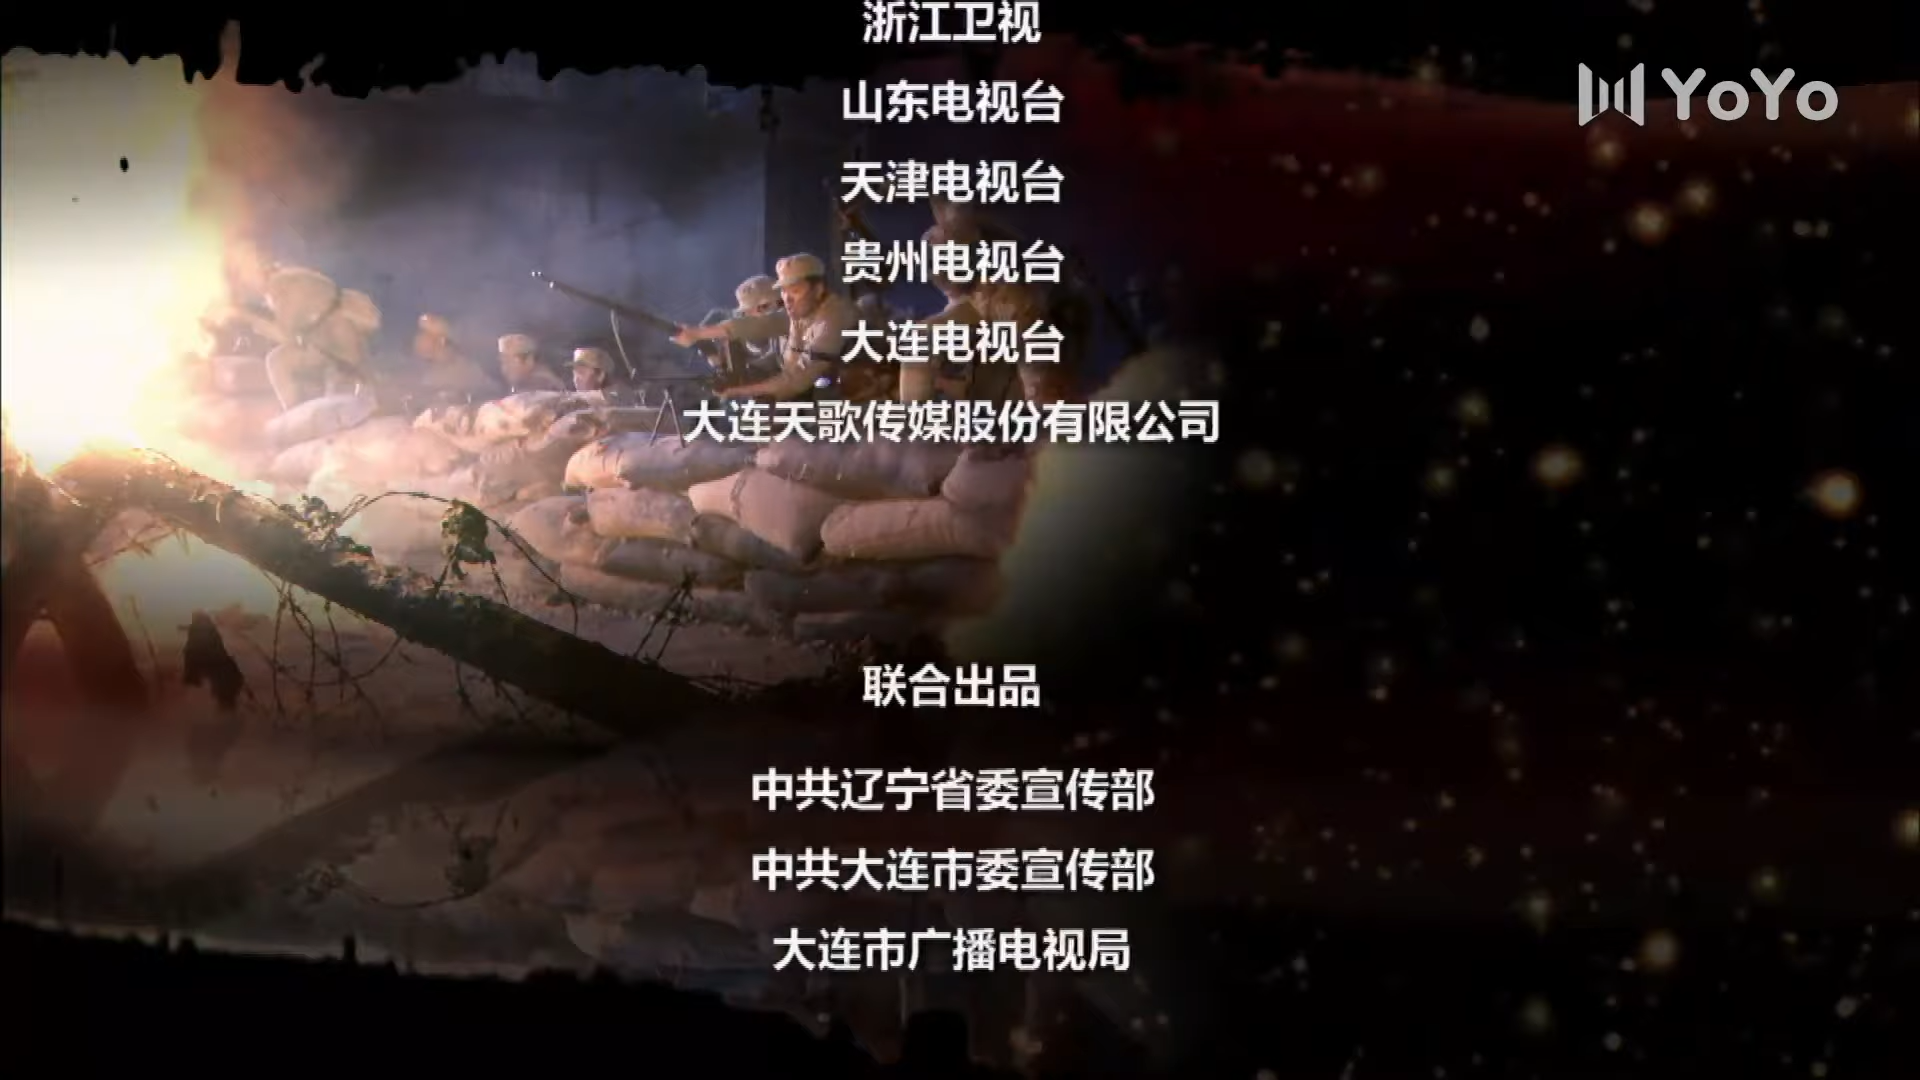 浙江卫视
YoYo
山东电视台
天津电视台
贵州电视台
大连电视台
大连天歌传媒股份有限公司
联合出品
中共辽宁省委宣传部
中共大连市委宣传部
大连市广播电视局